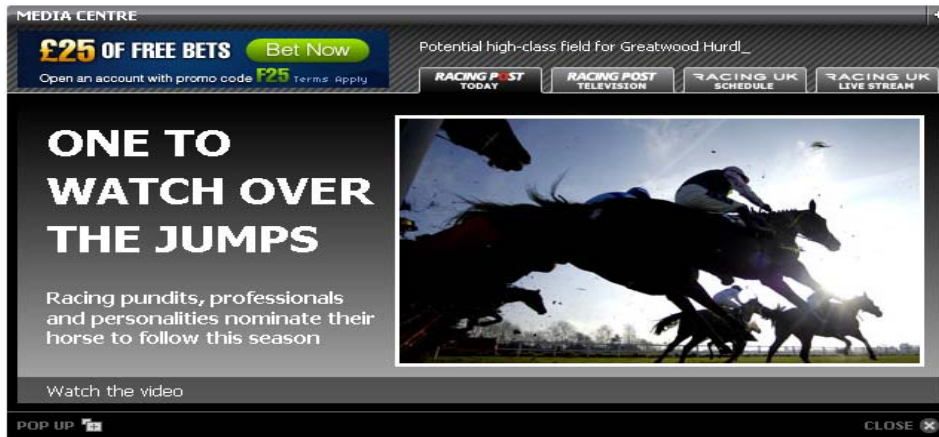 MEDIA CENTRE
£25 OF FREE BETS Bet Now
Open an account with promo code F25 Terms Apply
Potential high-class field for Greatwood Hurdl_
RACING POST
TODAY
RACING POST
TELEVISION
RACING UK
SCHEDULE
RACING UK
LIVE STREAM
ONE TO
WATCH OVER
THE JUMPS
Racing pundits, professionals
and personalities nominate their
horse to follow this season
Watch the video
POP UP
CLOSE